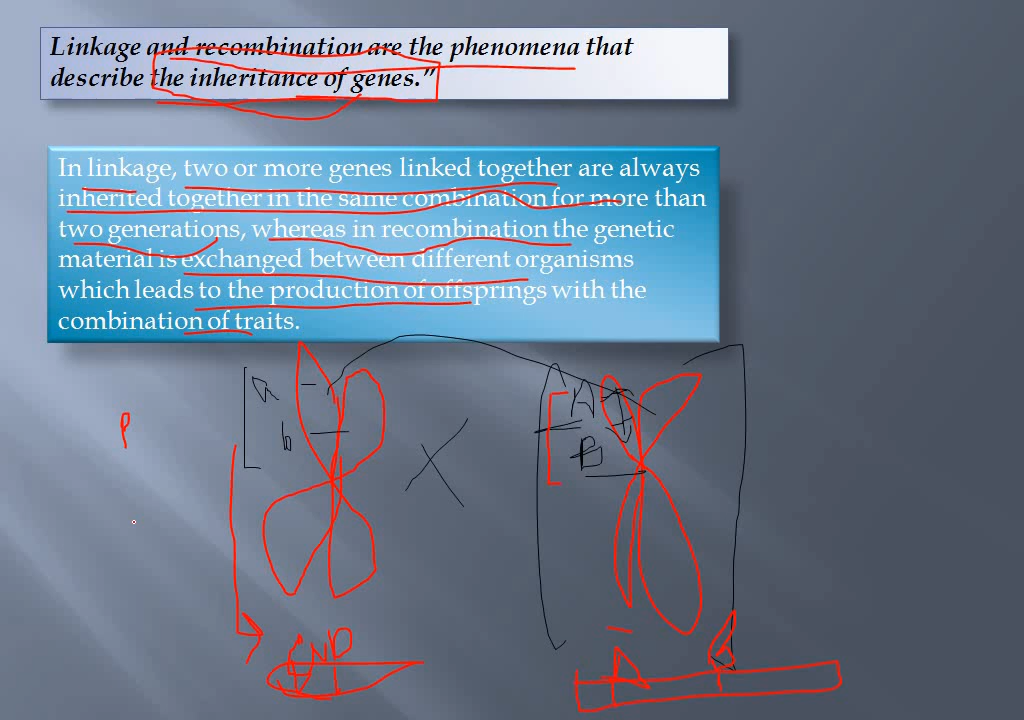 Linkage and recombination are the phenomena that
describe the inheritance of genes.”
In linkage, two or more genes linked together are always
inherited together in the same combination for more than
two generations, whereas in recombination the genetic
material is exchanged between different organisms
which leads to the production of offsprings with the
combination of traits.
P
b
X
B